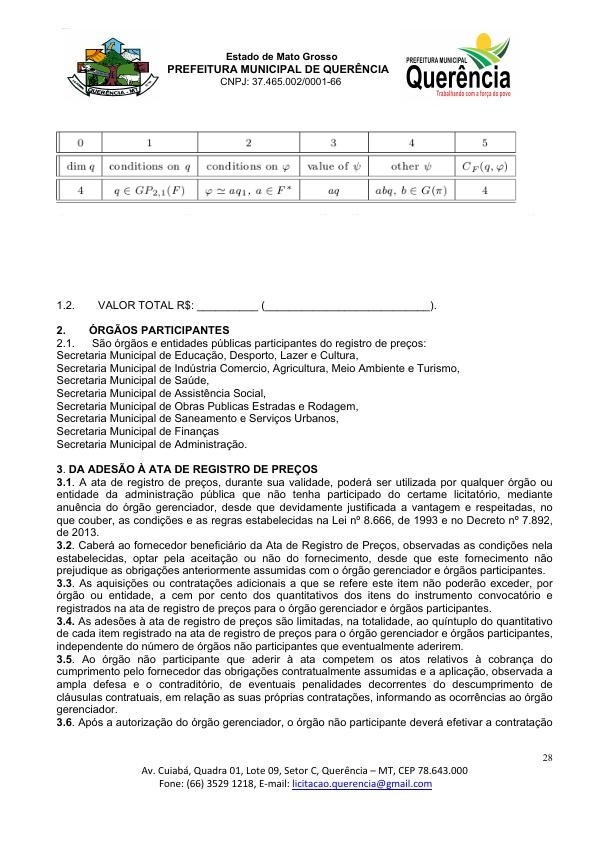 QUERÊNCIA - MT
Estado de Mato Grosso
PREFEITURA MUNICIPAL DE QUERÊNCIA
CNPJ: 37.465.002/0001-66
PREFEITURA MUNICIPAL
Querência
Trabalhando com a força do povo
0 1 2 3 4 5
dim q conditions on q conditions on φ value of ψ other ψ C_F(q, φ)
4 q ∈ GP_{2,1}(F) φ ≃ aq_1, a ∈ F* aq abq, b ∈ G(π) 4
1.2. VALOR TOTAL R$: __________ (___________________________).
2. ÓRGÃOS PARTICIPANTES
2.1. São órgãos e entidades públicas participantes do registro de preços:
Secretaria Municipal de Educação, Desporto, Lazer e Cultura,
Secretaria Municipal de Indústria Comercio, Agricultura, Meio Ambiente e Turismo,
Secretaria Municipal de Saúde,
Secretaria Municipal de Assistência Social,
Secretaria Municipal de Obras Publicas Estradas e Rodagem,
Secretaria Municipal de Saneamento e Serviços Urbanos,
Secretaria Municipal de Finanças
Secretaria Municipal de Administração.
3. DA ADESÃO À ATA DE REGISTRO DE PREÇOS
3.1. A ata de registro de preços, durante sua validade, poderá ser utilizada por qualquer órgão ou
entidade da administração pública que não tenha participado do certame licitatório, mediante
anuência do órgão gerenciador, desde que devidamente justificada a vantagem e respeitadas, no
que couber, as condições e as regras estabelecidas na Lei nº 8.666, de 1993 e no Decreto nº 7.892,
de 2013.
3.2. Caberá ao fornecedor beneficiário da Ata de Registro de Preços, observadas as condições nela
estabelecidas, optar pela aceitação ou não do fornecimento, desde que este fornecimento não
prejudique as obrigações anteriormente assumidas com o órgão gerenciador e órgãos participantes.
3.3. As aquisições ou contratações adicionais a que se refere este item não poderão exceder, por
órgão ou entidade, a cem por cento dos quantitativos dos itens do instrumento convocatório e
registrados na ata de registro de preços para o órgão gerenciador e órgãos participantes.
3.4. As adesões à ata de registro de preços são limitadas, na totalidade, ao quíntuplo do quantitativo
de cada item registrado na ata de registro de preços para o órgão gerenciador e órgãos participantes,
independente do número de órgãos não participantes que eventualmente aderirem.
3.5. Ao órgão não participante que aderir à ata competem os atos relativos à cobrança do
cumprimento pelo fornecedor das obrigações contratualmente assumidas e a aplicação, observada a
ampla defesa e o contraditório, de eventuais penalidades decorrentes do descumprimento de
cláusulas contratuais, em relação as suas próprias contratações, informando as ocorrências ao órgão
gerenciador.
3.6. Após a autorização do órgão gerenciador, o órgão não participante deverá efetivar a contratação
28
Av. Cuiabá, Quadra 01, Lote 09, Setor C, Querência – MT, CEP 78.643.000
Fone: (66) 3529 1218, E-mail: licitacao.querencia@gmail.com